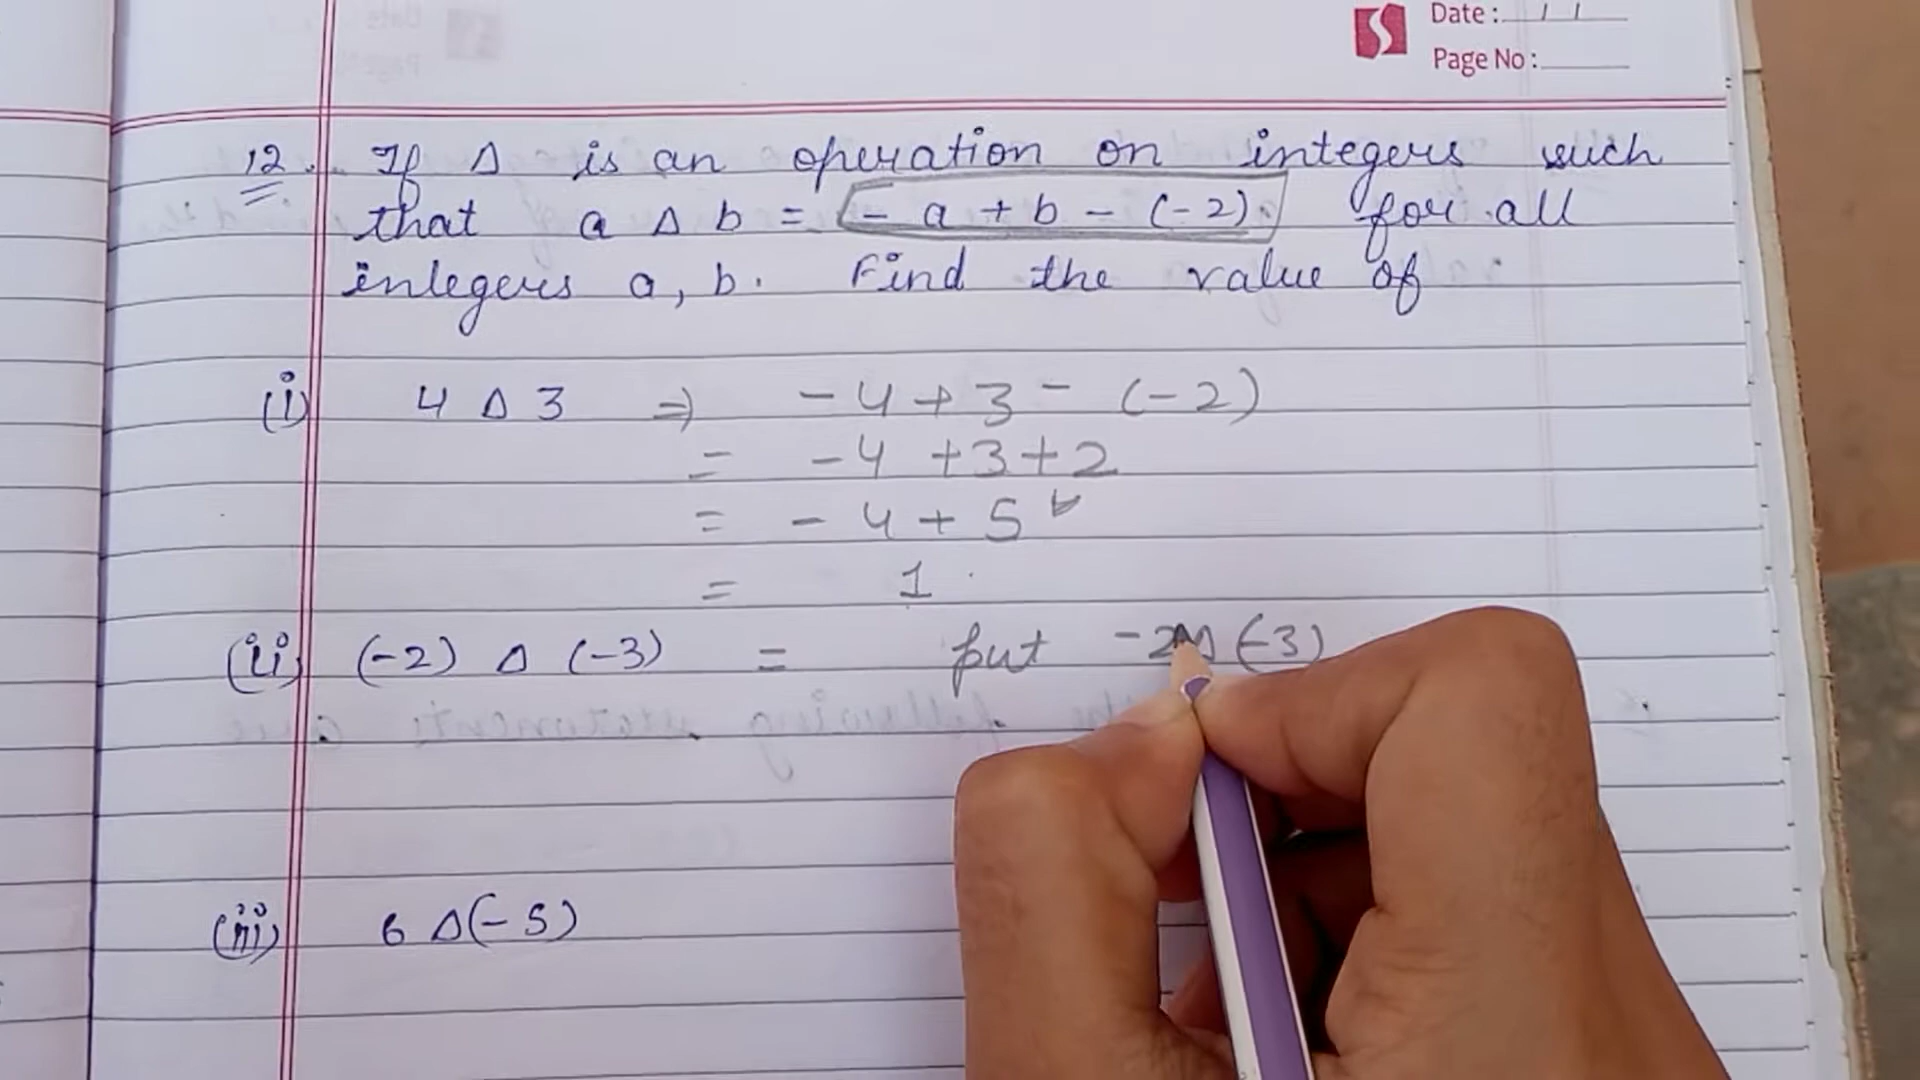 Date : / /
Page No :
12. If Δ is an operation on integers such
that a Δ b = - a + b - (-2). for all
integers a, b. Find the value of
(i) 4 Δ 3 ⇒ - 4 + 3 - (-2)
= - 4 + 3 + 2
= - 4 + 5
= 1
(ii) (-2) Δ (-3) = put -2 Δ (-3)
(iii) 6 Δ (- 5)